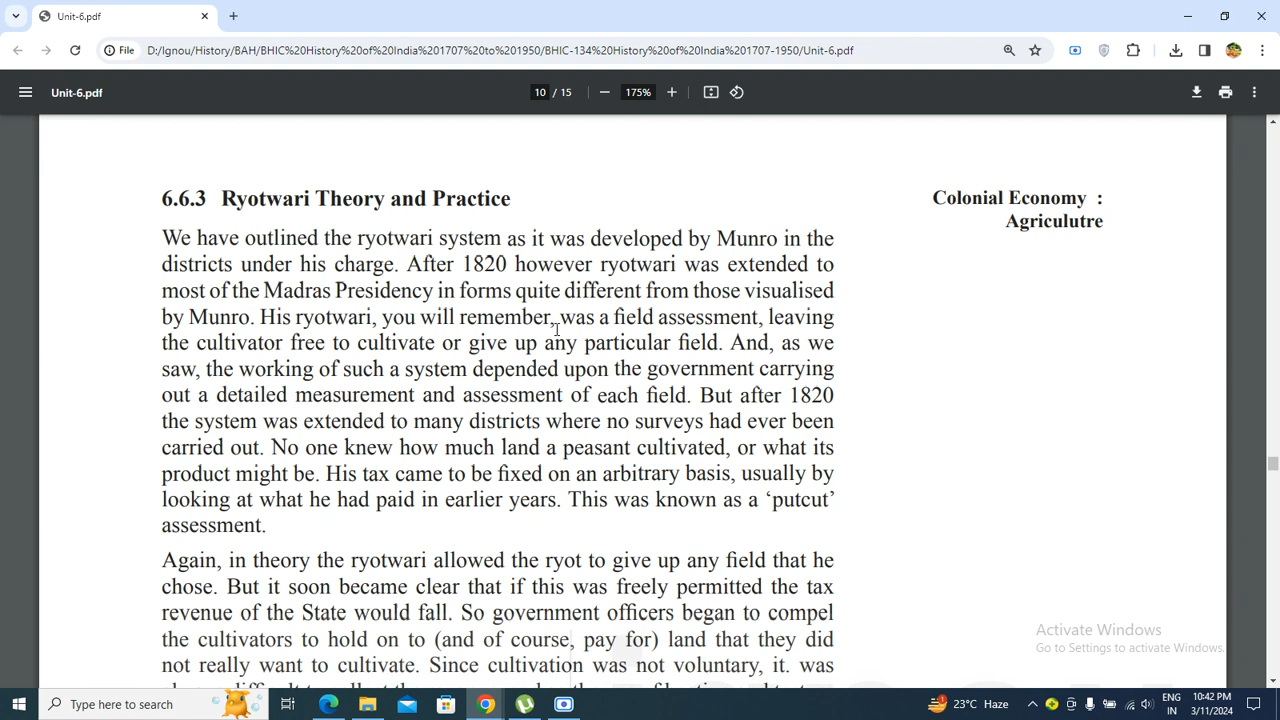 Unit-6.pdf
File
D:/Ignou/History/BAH/BHIC%20History%20of%20India%201707%20to%201950/BHIC-134%20History%20of%20India%201707-1950/Unit-6.pdf
Unit-6.pdf
10 / 15
175%
6.6.3 Ryotwari Theory and Practice
Colonial Economy :
Agriculutre
We have outlined the ryotwari system as it was developed by Munro in the
districts under his charge. After 1820 however ryotwari was extended to
most of the Madras Presidency in forms quite different from those visualised
by Munro. His ryotwari, you will remember, was a field assessment, leaving
the cultivator free to cultivate or give up any particular field. And, as we
saw, the working of such a system depended upon the government carrying
out a detailed measurement and assessment of each field. But after 1820
the system was extended to many districts where no surveys had ever been
carried out. No one knew how much land a peasant cultivated, or what its
product might be. His tax came to be fixed on an arbitrary basis, usually by
looking at what he had paid in earlier years. This was known as a ‘putcut’
assessment.
Again, in theory the ryotwari allowed the ryot to give up any field that he
chose. But it soon became clear that if this was freely permitted the tax
revenue of the State would fall. So government officers began to compel
the cultivators to hold on to (and of course, pay for) land that they did
not really want to cultivate. Since cultivation was not voluntary, it. was
Activate Windows
Go to Settings to activate Windows.
Type here to search
23°C Haze
ENG
IN
10:42 PM
3/11/2024